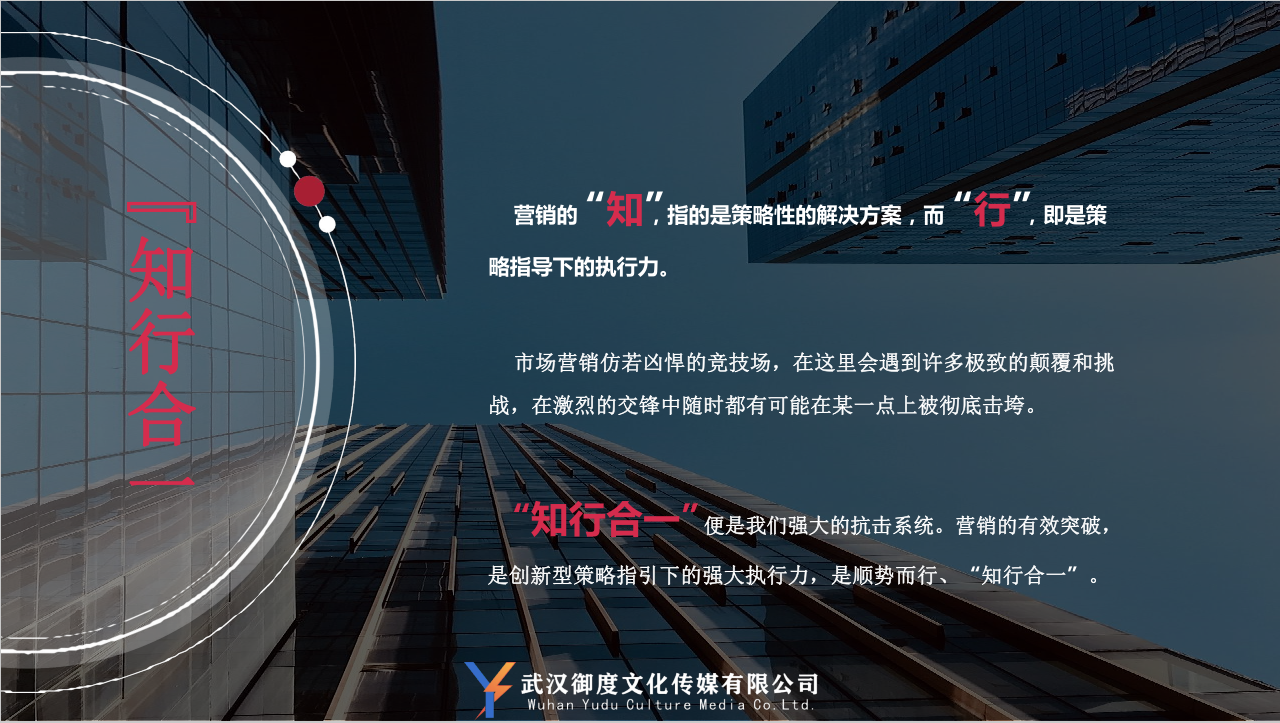 『知行合一
营销的“知”，指的是策略性的解决方案，而“行”，即是策
略指导下的执行力。
市场营销仿若凶悍的竞技场，在这里会遇到许多极致的颠覆和挑
战，在激烈的交锋中随时都有可能在某一点上被彻底击垮。
“知行合一”便是我们强大的抗击系统。营销的有效突破，
是创新型策略指引下的强大执行力，是顺势而行、“知行合一”。
武汉御度文化传媒有限公司
Wuhan Yudu Culture Media Co.Ltd.